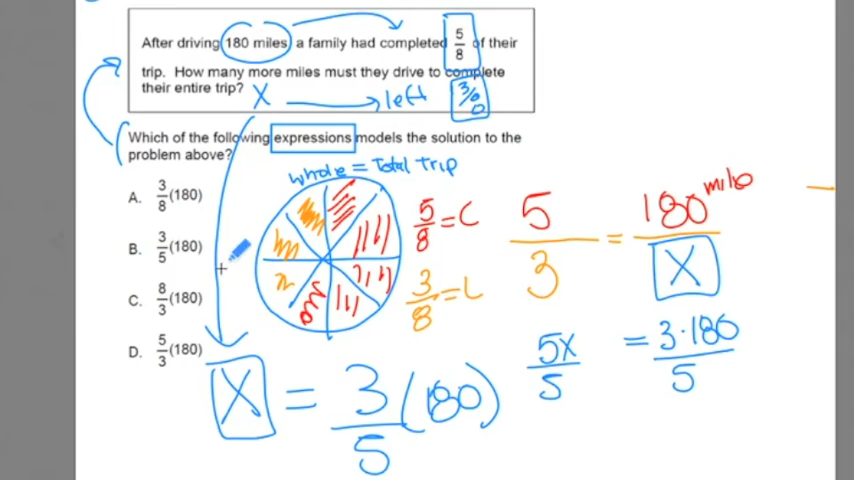 After driving 180 miles a family had completed 5/8 of their
trip. How many more miles must they drive to complete
their entire trip? X left 3/8
Which of the following expressions models the solution to the
problem above?
whole = Total Trip
A. 3/8 (180)
B. 3/5 (180)
C. 8/3 (180)
D. 5/3 (180)
5/8 = C
3/8 = L
5/3 = 180 miles/X
5X/5 = 3·180/5
X = 3/5 (180)